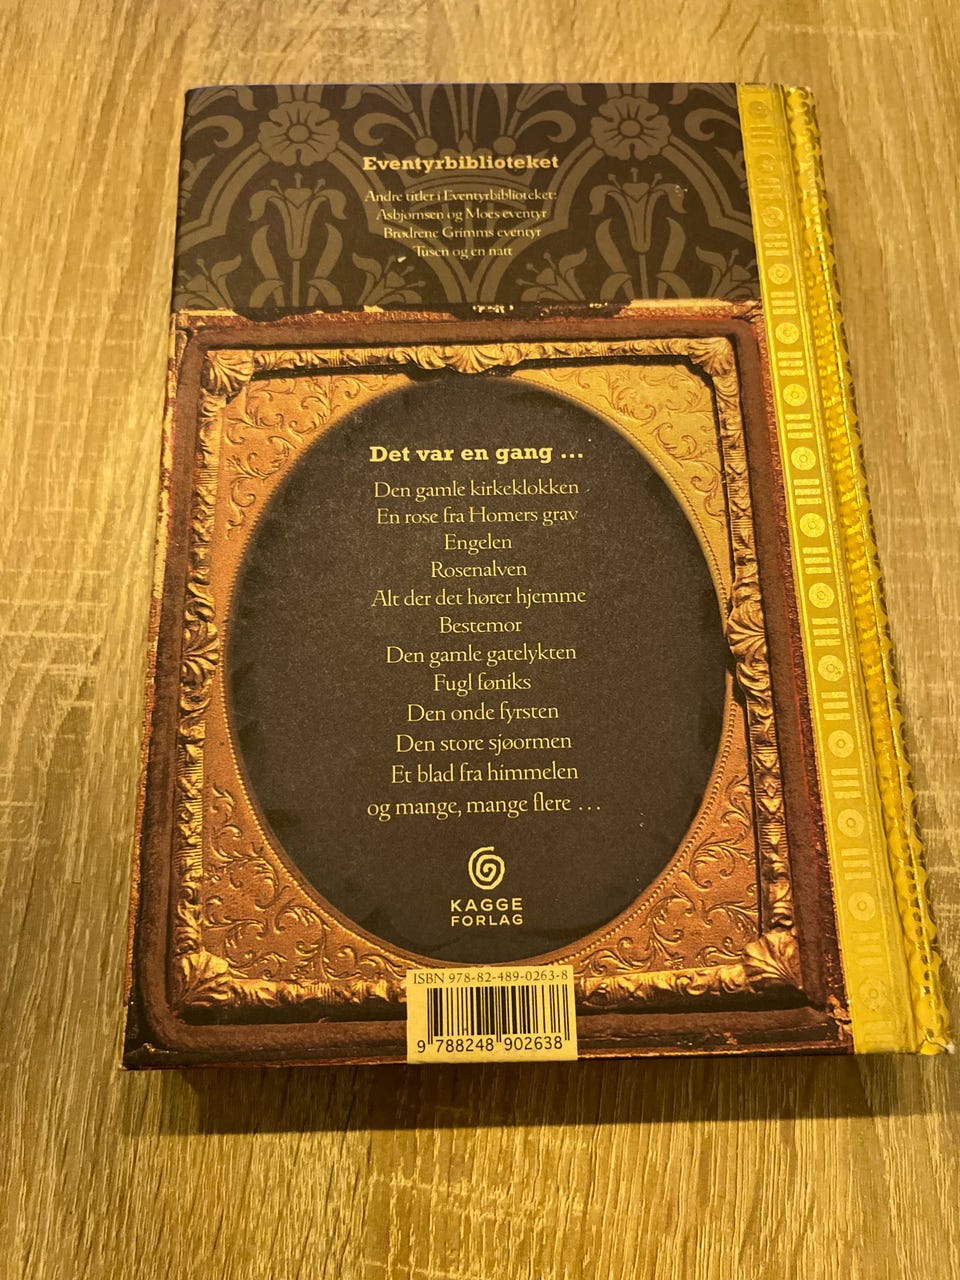 Eventyrbiblioteket
Andre titler i Eventyrbiblioteket:
Asbjørnsen og Moes eventyr
Brødrene Grimms eventyr
Tusen og en natt
Det var en gang ...
Den gamle kirkeklokken
En rose fra Homers grav
Engelen
Rosenalven
Alt der det hører hjemme
Bestemor
Den gamle gatelykten
Fugl føniks
Den onde fyrsten
Den store sjøormen
Et blad fra himmelen
og mange, mange flere ...
KAGGE
FORLAG
ISBN 978-82-489-0263-8
9 788248 902638